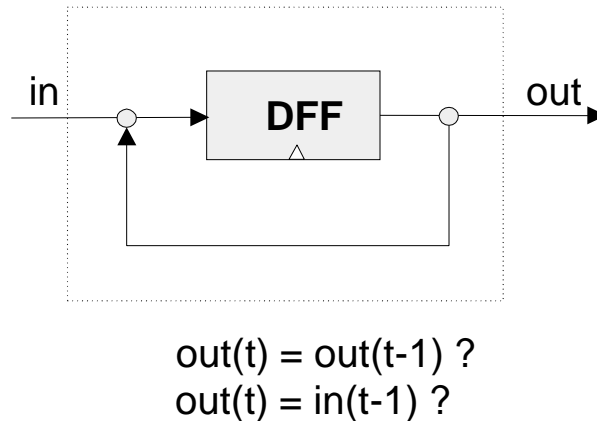 in
DFF
out
out(t) = out(t-1) ?
out(t) = in(t-1) ?